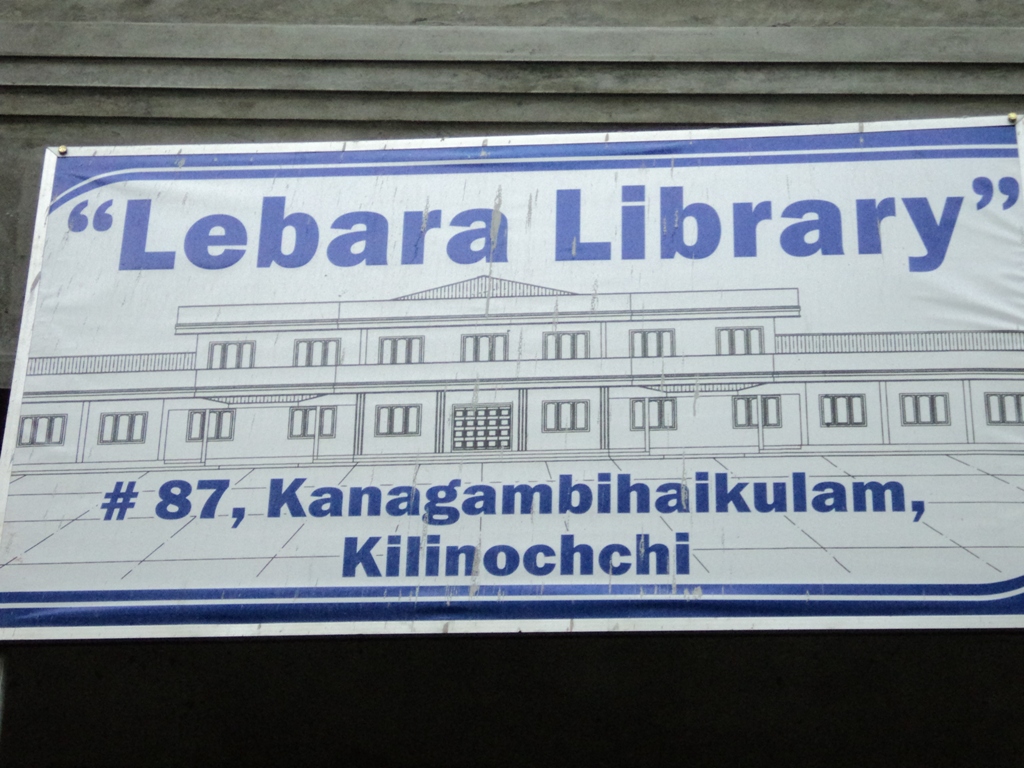 “Lebara Library”
# 87, Kanagambihaikulam,
Kilinochchi